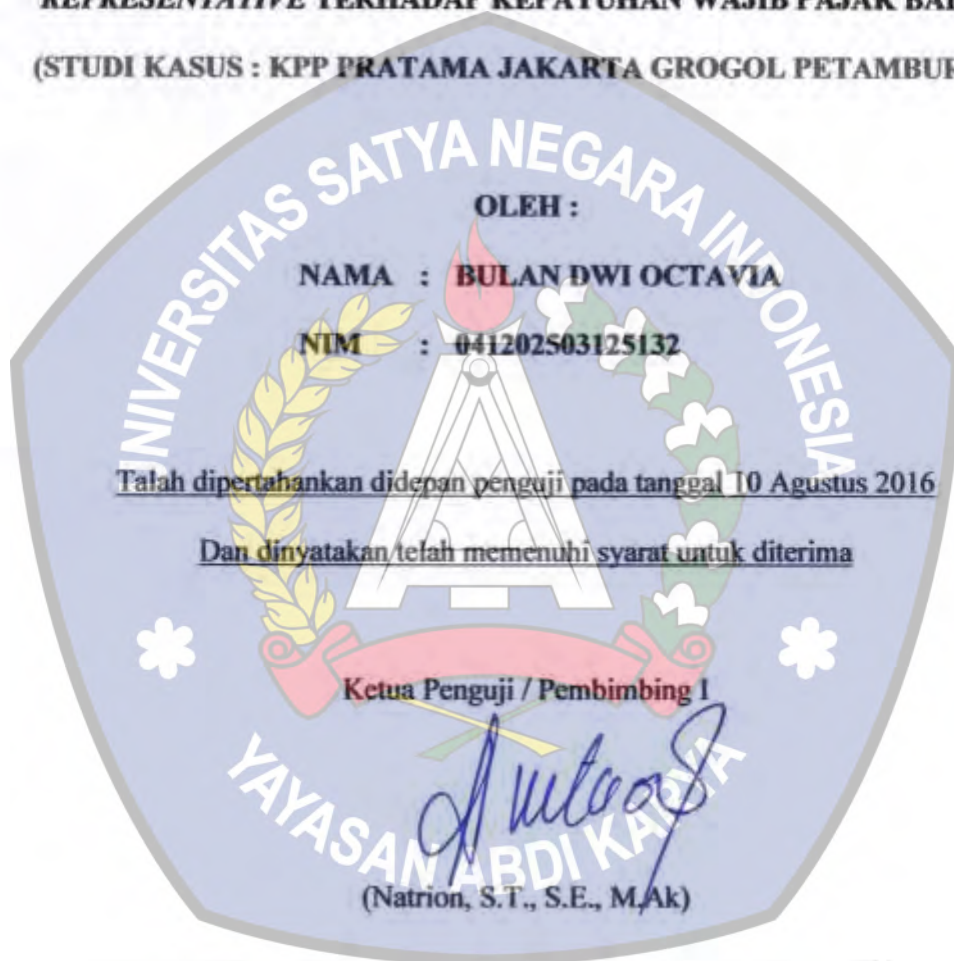 REPRESENTATIVE TERHADAP KEPATUHAN WAJIB PAJAK
(STUDI KASUS : KPP PRATAMA JAKARTA GROGOL
OLEH :
NAMA : BULAN DWI OCTAVIA
NIM : 041202503125132
Talah dipertahankan didepan penguji pada tanggal 10 Agustus 2016
Dan dinyatakan telah memenuhi syarat untuk diterima
Ketua Penguji / Pembimbing I
(Natrion, S.T., S.E., M.Ak)
UNIVERSITAS SATYA NEGARA INDONESIA
YAYASAN ABDI KARYA